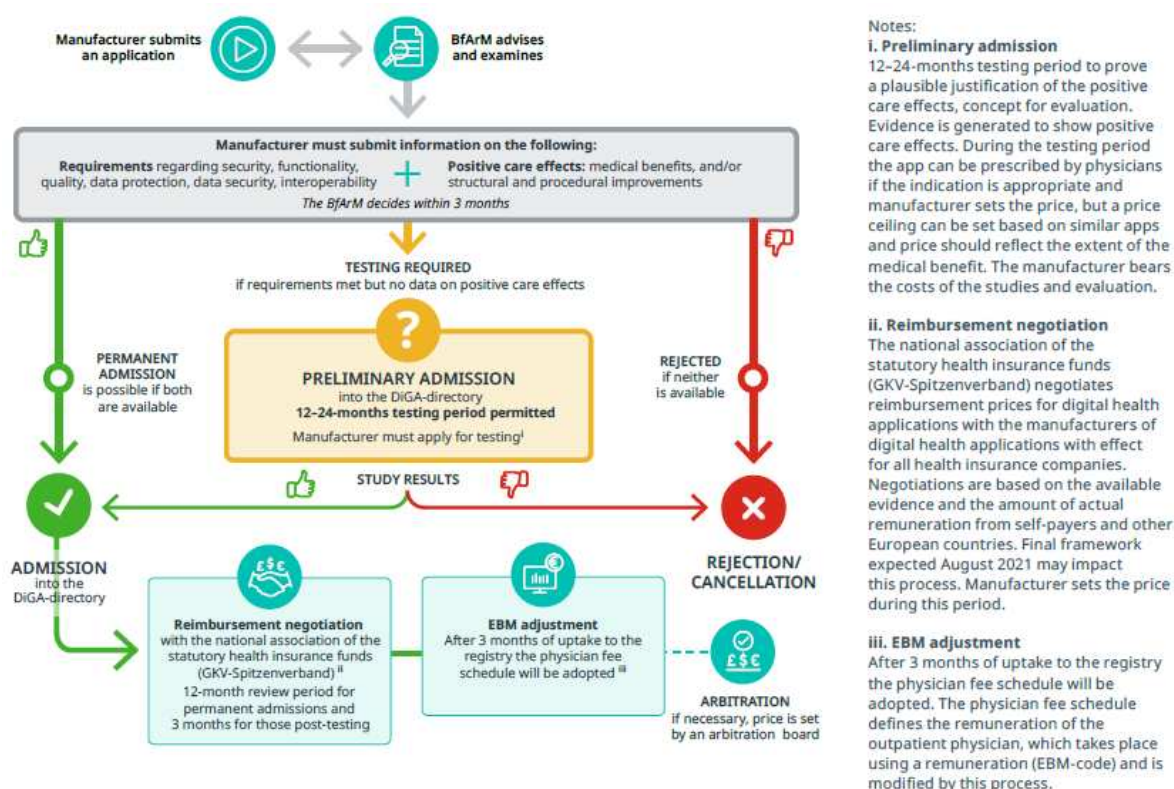 Manufacturer submits
an application
BfArM advises
and examines
Manufacturer must submit information on the following:
Requirements regarding security, functionality,
quality, data protection, data security, interoperability
+
Positive care effects: medical benefits, and/or
structural and procedural improvements
The BfArM decides within 3 months
TESTING REQUIRED
if requirements met but no data on positive care effects
?
PERMANENT
ADMISSION
is possible if both
are available
PRELIMINARY ADMISSION
into the DiGA-directory
12–24-months testing period permitted
Manufacturer must apply for testing i
REJECTED
if neither
is available
STUDY RESULTS
ADMISSION
into the
DiGA-directory
REJECTION/
CANCELLATION
£$€
Reimbursement negotiation
with the national association of the
statutory health insurance funds
(GKV-Spitzenverband) ii
12-month review period for
permanent admissions and
3 months for those post-testing
€
EBM adjustment
After 3 months of uptake to the
registry the physician fee
schedule will be adopted iii
£$€
ARBITRATION
if necessary, price is set
by an arbitration board
Notes:
i. Preliminary admission
12–24-months testing period to prove
a plausible justification of the positive
care effects, concept for evaluation.
Evidence is generated to show positive
care effects. During the testing period
the app can be prescribed by physicians
if the indication is appropriate and
manufacturer sets the price, but a price
ceiling can be set based on similar apps
and price should reflect the extent of the
medical benefit. The manufacturer bears
the costs of the studies and evaluation.
ii. Reimbursement negotiation
The national association of the
statutory health insurance funds
(GKV-Spitzenverband) negotiates
reimbursement prices for digital health
applications with the manufacturers of
digital health applications with effect
for all health insurance companies.
Negotiations are based on the available
evidence and the amount of actual
remuneration from self-payers and other
European countries. Final framework
expected August 2021 may impact
this process. Manufacturer sets the price
during this period.
iii. EBM adjustment
After 3 months of uptake to the registry
the physician fee schedule will be
adopted. The physician fee schedule
defines the remuneration of the
outpatient physician, which takes place
using a remuneration (EBM-code) and is
modified by this process.